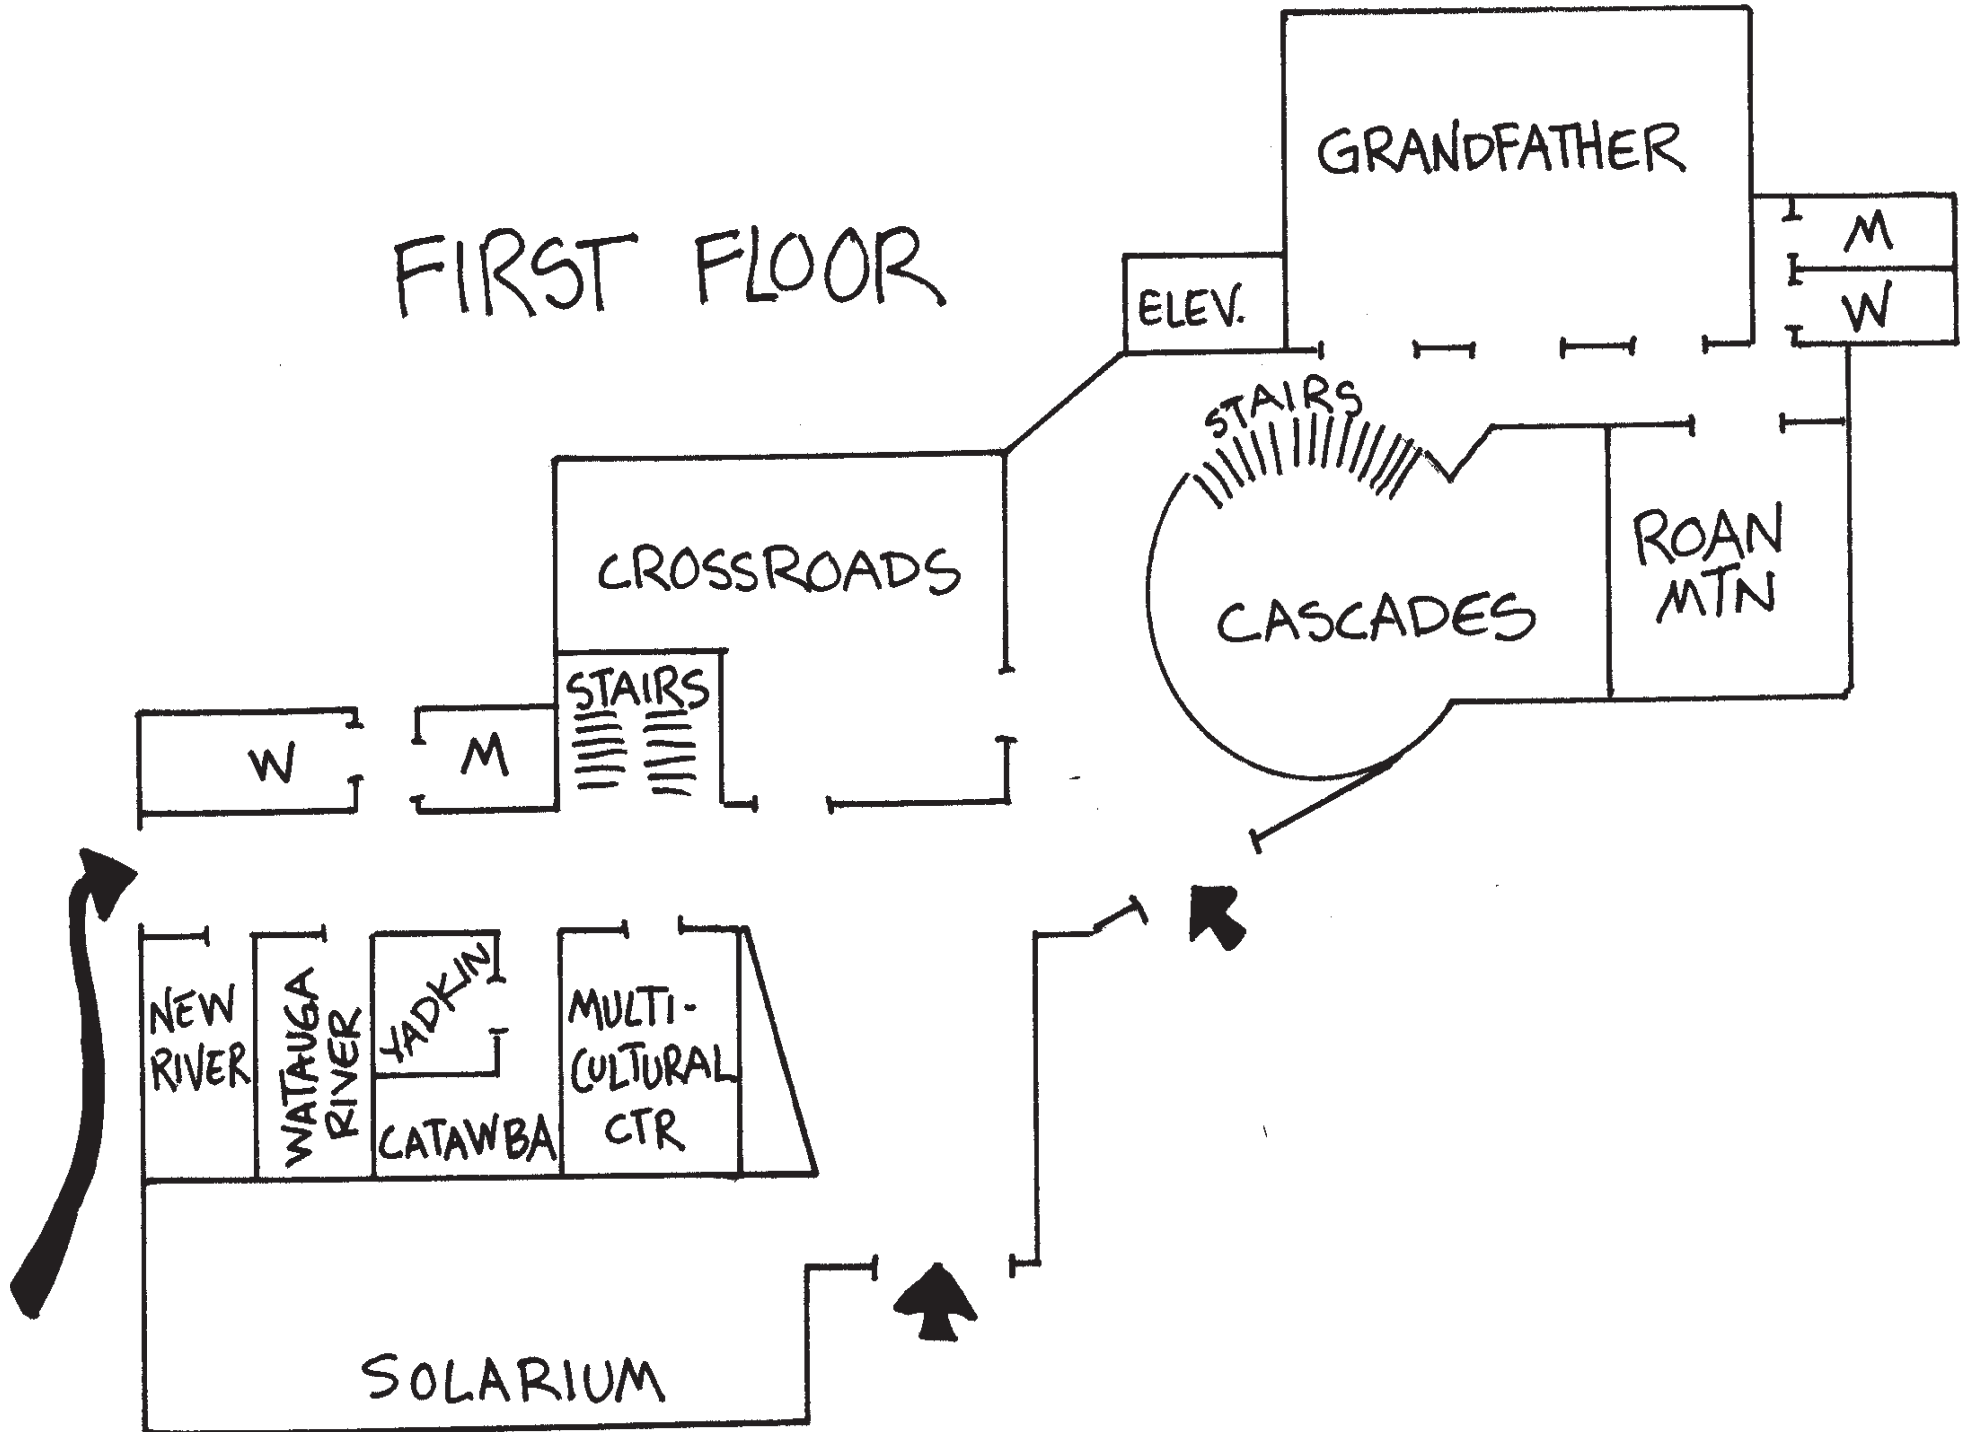 GRANDFATHER
M
FIRST FLOOR
W
ELEV.
STAIRS
ROAN
MTN
CROSSROADS
CASCADES
STAIRS
W
M
NEW
RIVER
WATAUGA
RIVER
YADKIN
CATAWBA
MULTI-
CULTURAL
CTR
SOLARIUM